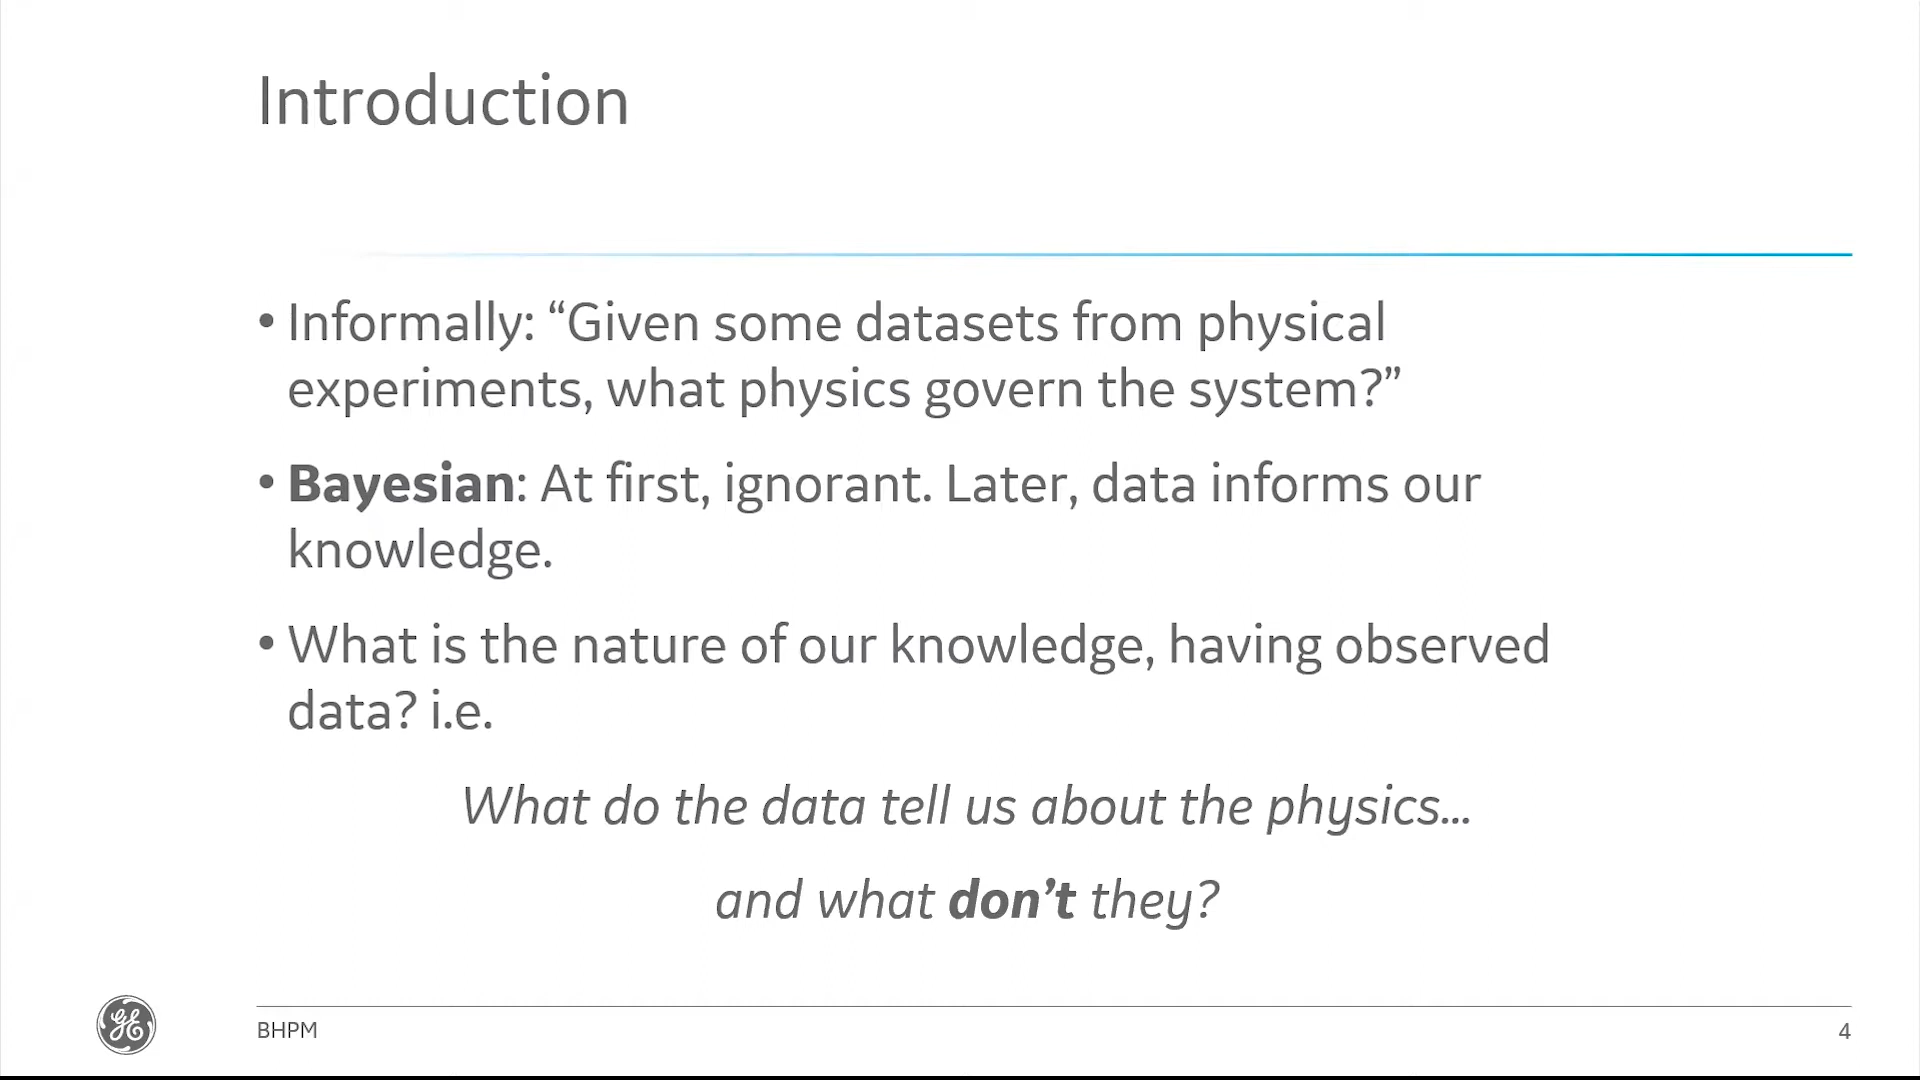 Introduction
• Informally: “Given some datasets from physical
experiments, what physics govern the system?”
• Bayesian: At first, ignorant. Later, data informs our
knowledge.
• What is the nature of our knowledge, having observed
data? i.e.
What do the data tell us about the physics...
and what don’t they?
GE
BHPM
4